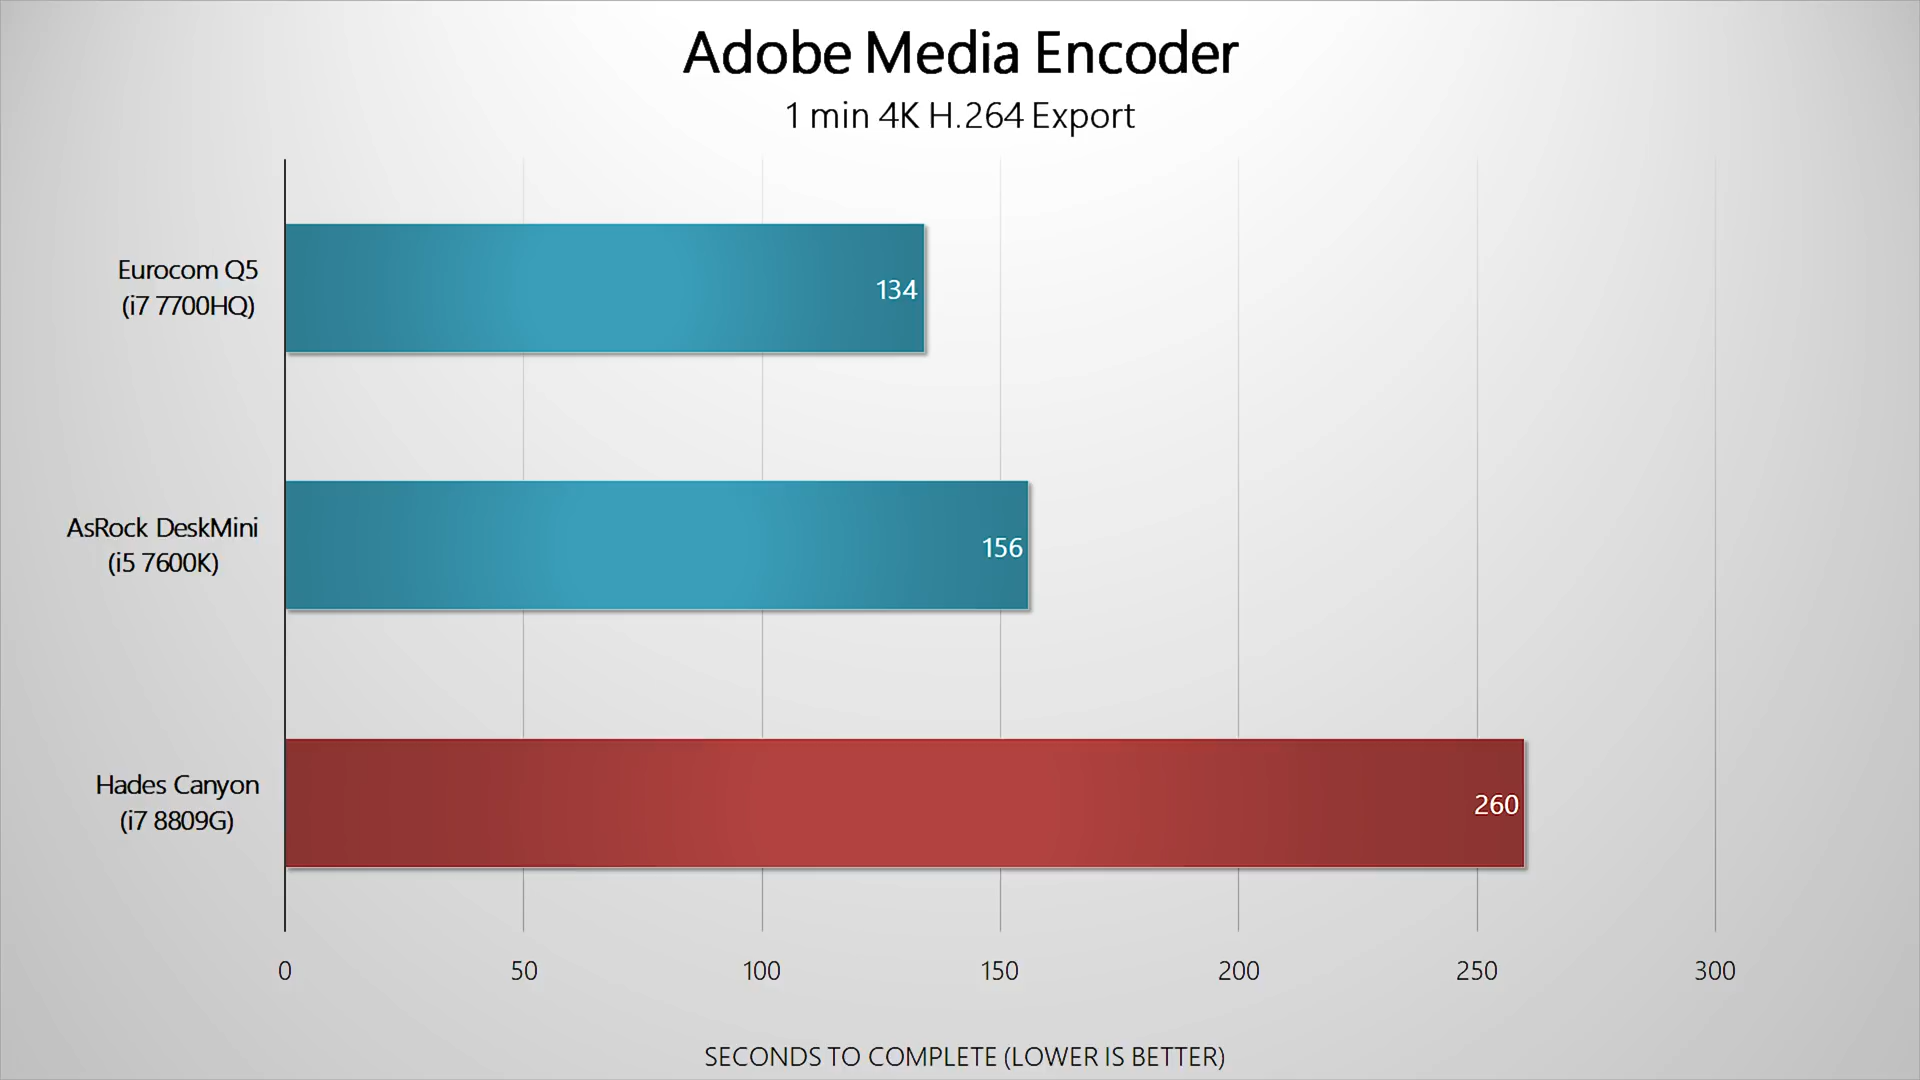 Adobe Media Encoder
1 min 4K H.264 Export
Eurocom Q5
(i7 7700HQ)
134
AsRock DeskMini
(i5 7600K)
156
Hades Canyon
(i7 8809G)
260
0 50 100 150 200 250 300
SECONDS TO COMPLETE (LOWER IS BETTER)